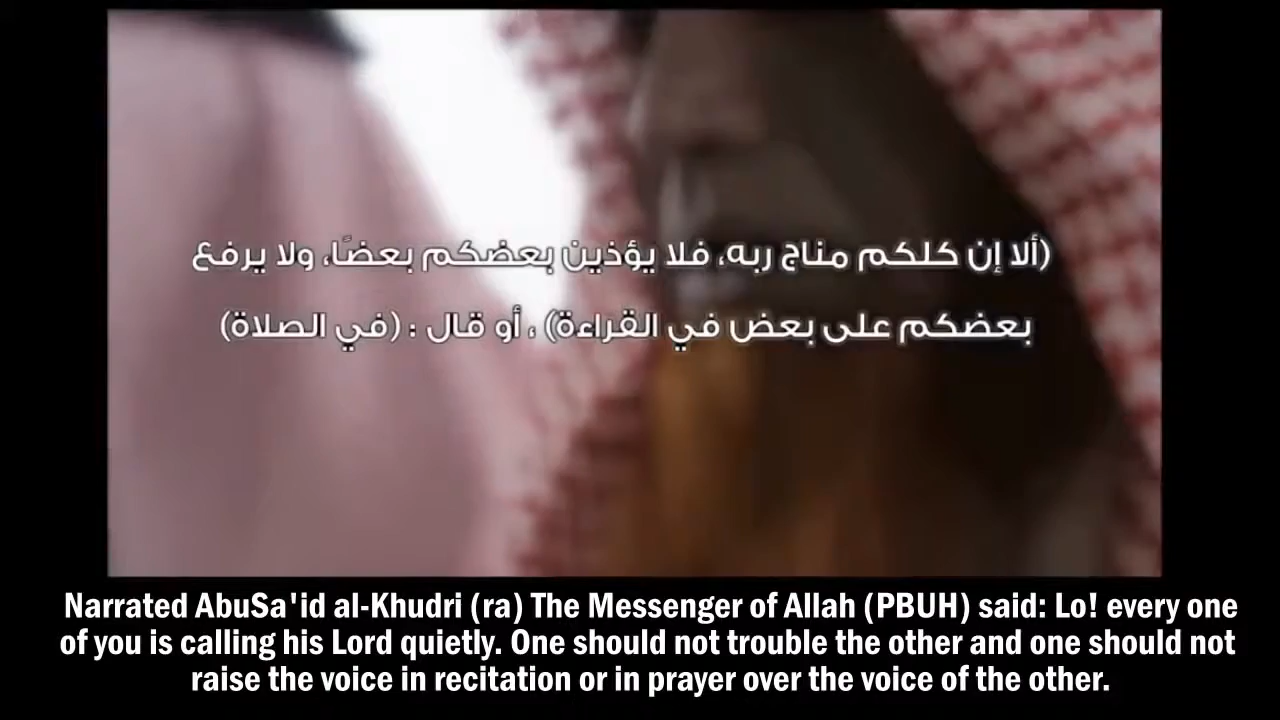 (ألا إن كلكم مناج ربه، فلا يؤذين بعضكم بعضًا، ولا يرفع
بعضكم على بعض في القراءة) ، أو قال : (في الصلاة)
Narrated AbuSa'id al-Khudri (ra) The Messenger of Allah (PBUH) said: Lo! every one
of you is calling his Lord quietly. One should not trouble the other and one should not
raise the voice in recitation or in prayer over the voice of the other.